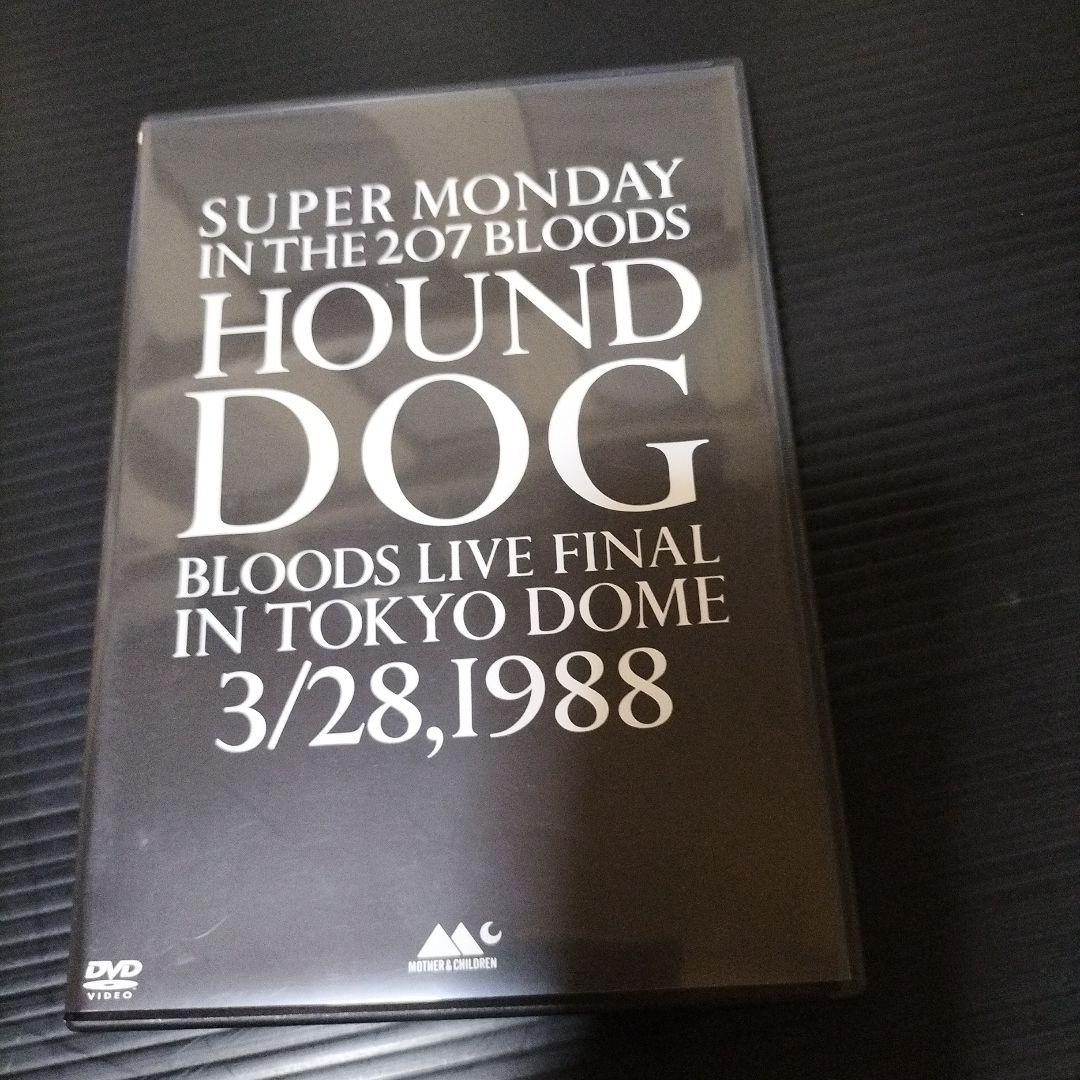 SUPER MONDAY
IN THE 207 BLOODS
HOUND
DOG
BLOODS LIVE FINAL
IN TOKYO DOME
3/28,1988
MOTHER & CHILDREN
DVD
VIDEO